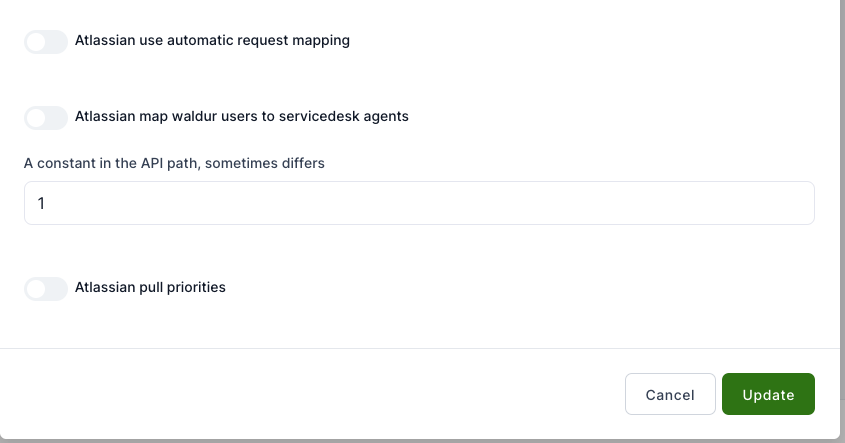 Atlassian use automatic request mapping
Atlassian map waldur users to servicedesk agents
A constant in the API path, sometimes differs
1
Atlassian pull priorities
Cancel Update